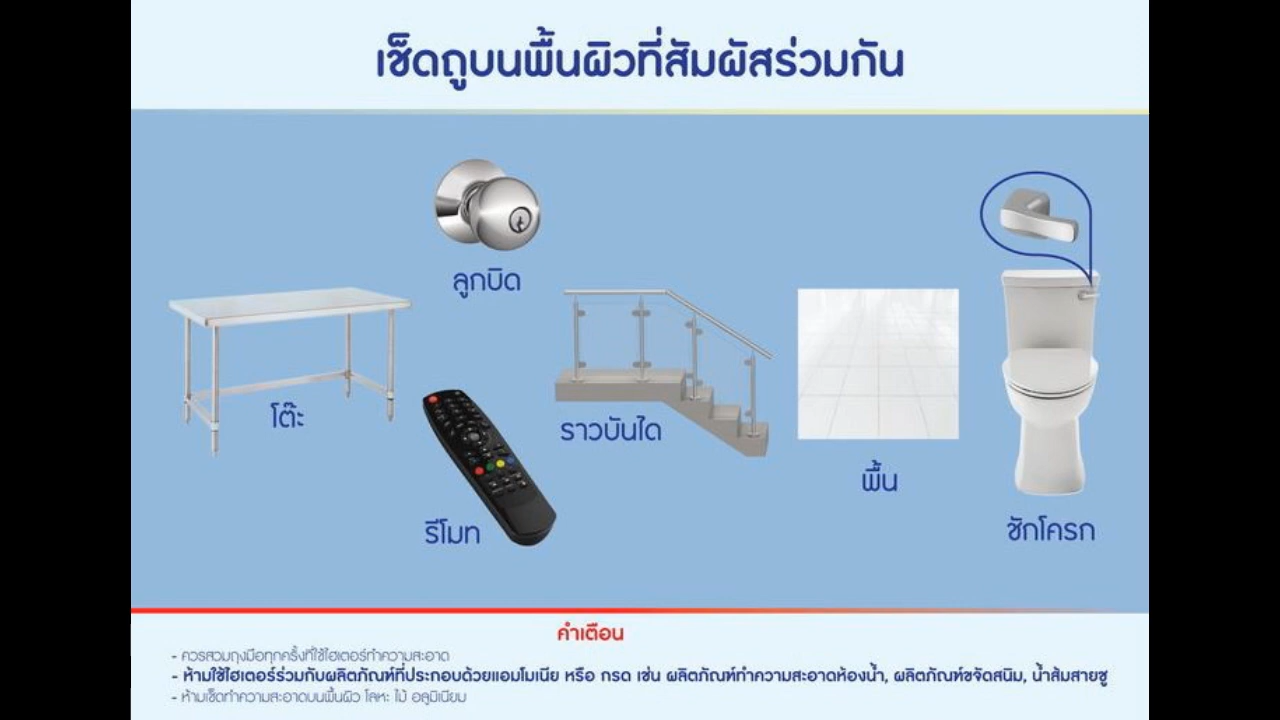 เช็ดถูบนพื้นผิวที่สัมผัสร่วมกัน
ลูกบิด
โต๊ะ
รีโมท
ราวบันได
พื้น
ชักโครก
คำเตือน
- ควรสวมถุงมือทุกครั้งที่ใช้ไฮเตอร์ทำความสะอาด
- ห้ามใช้ไฮเตอร์ร่วมกับผลิตภัณฑ์ที่ประกอบด้วยแอมโมเนีย หรือ กรด เช่น ผลิตภัณฑ์ทำความสะอาดห้องน้ำ, ผลิตภัณฑ์ขจัดสนิม, น้ำส้มสายชู
- ห้ามเช็ดทำความสะอาดบนพื้นผิว โลหะ ไม้ อลูมิเนียม